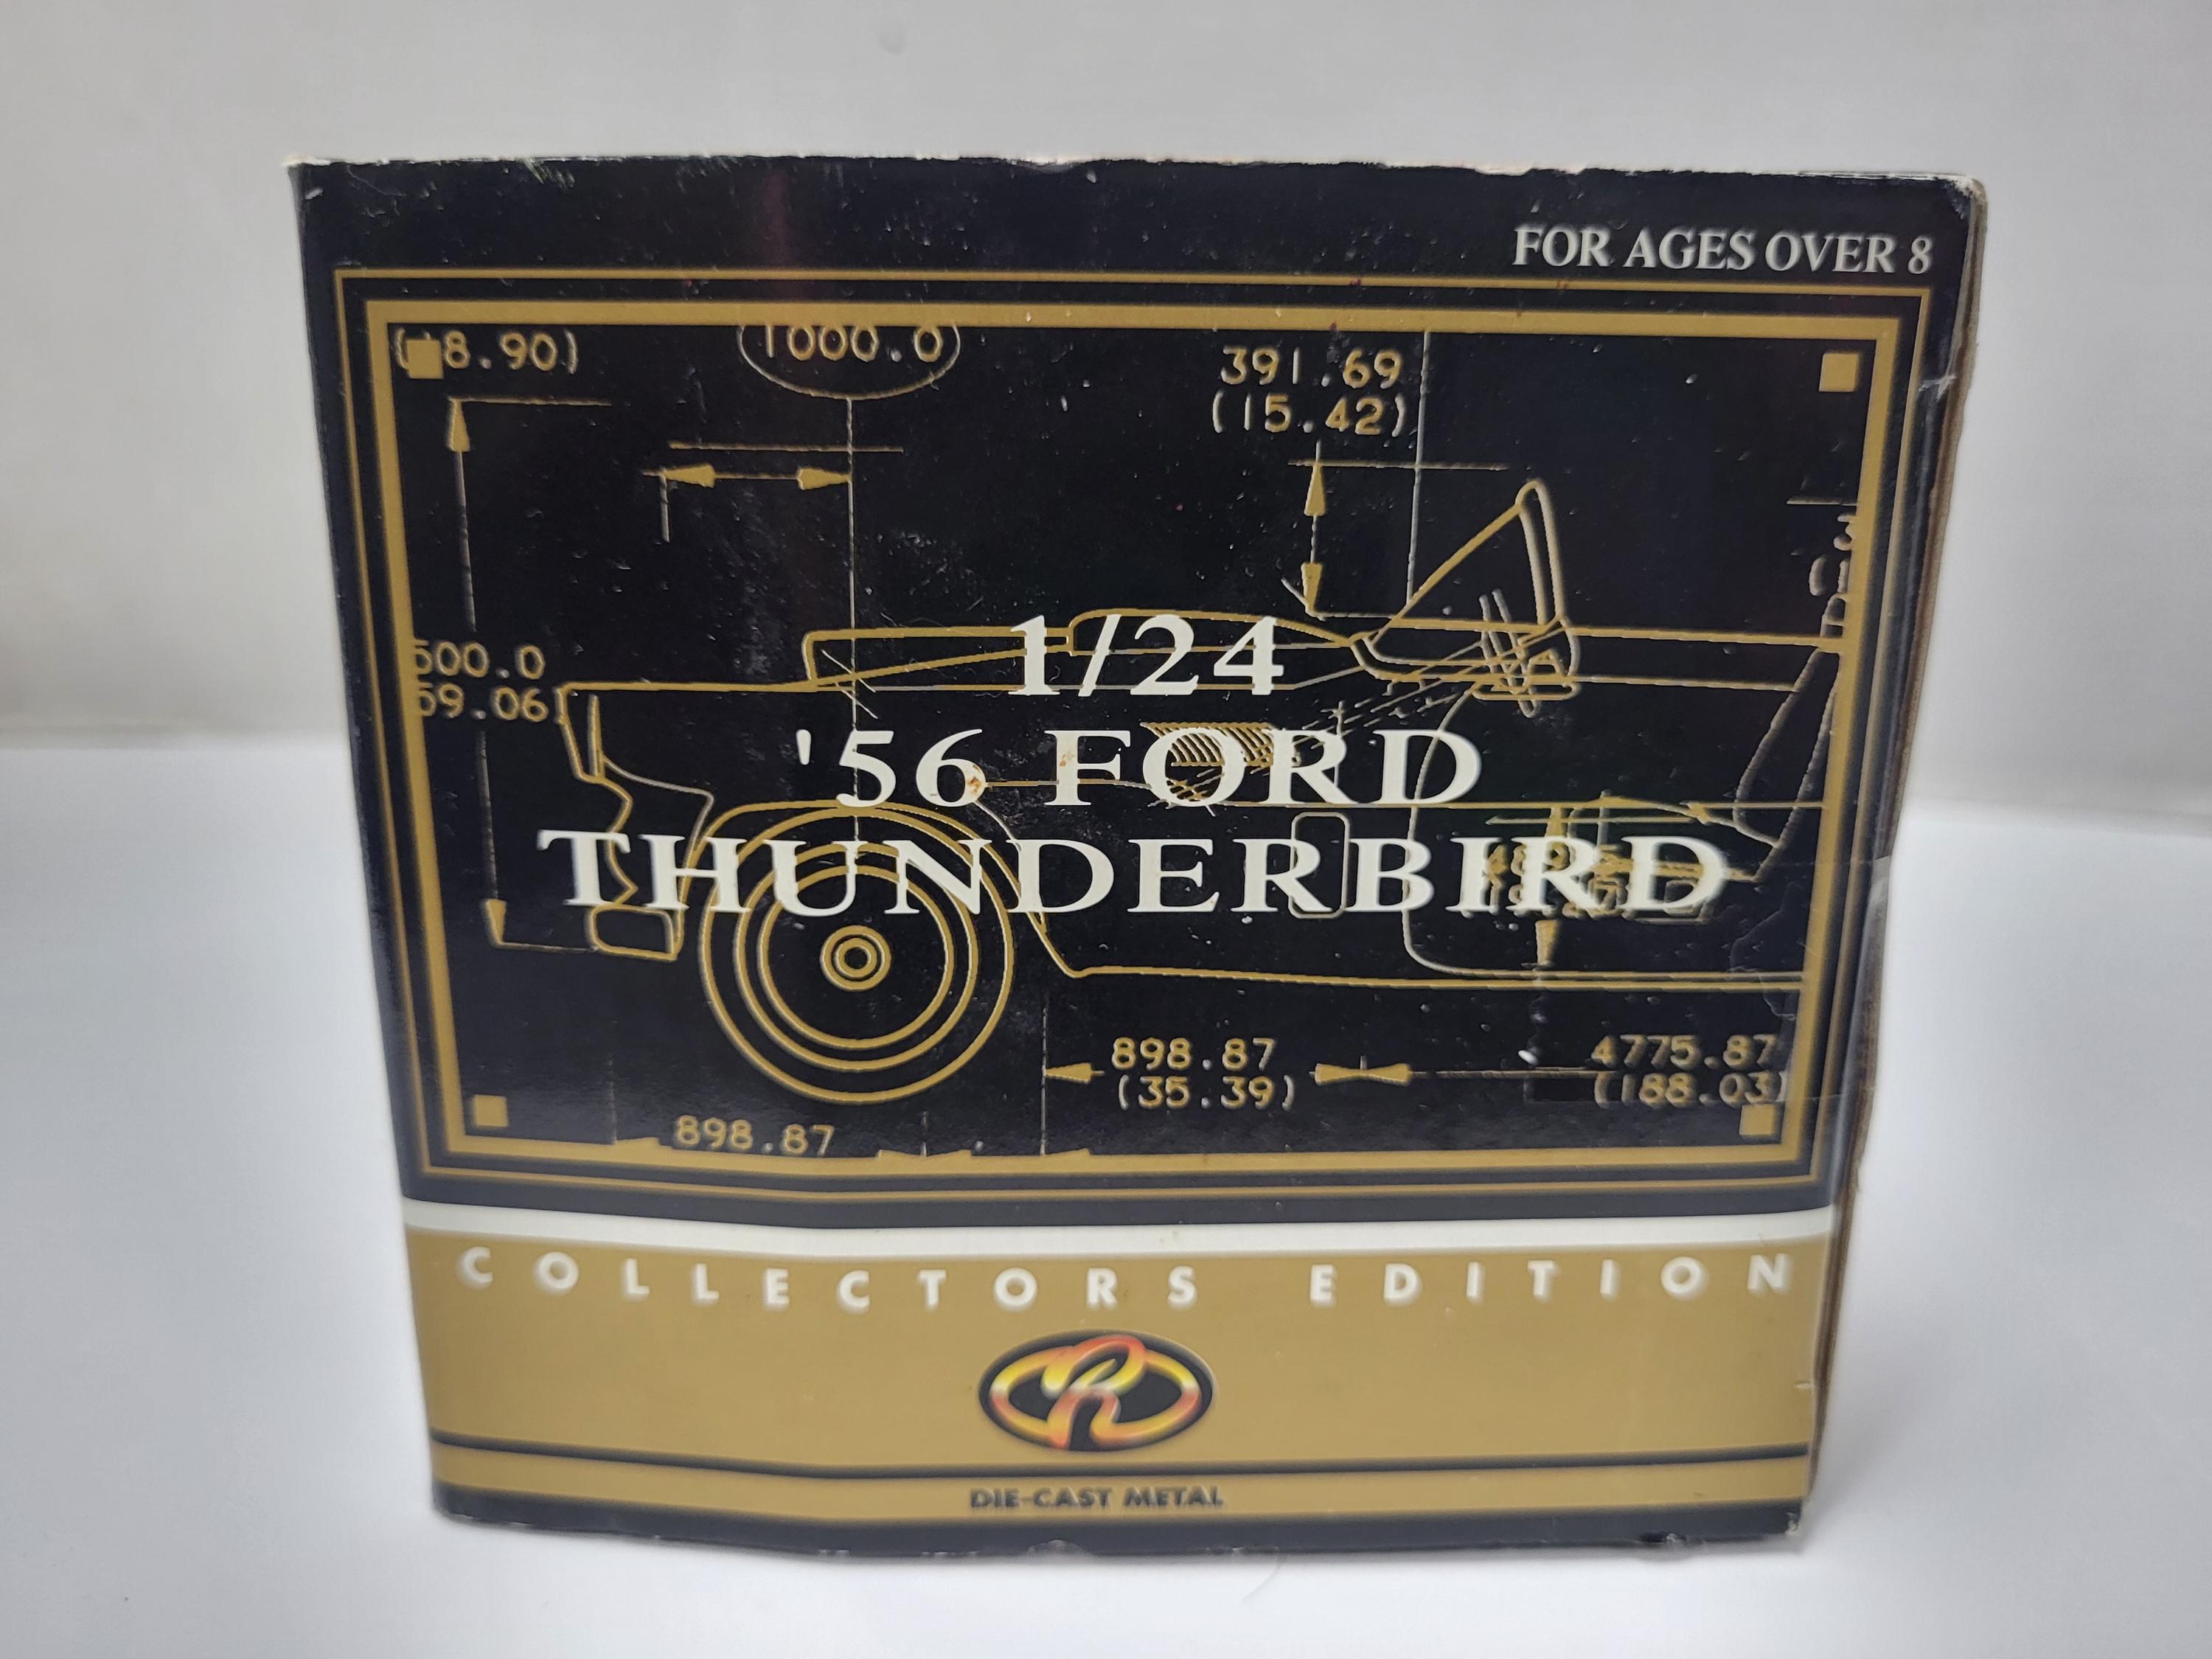 FOR AGES OVER 8
8.90)
1000.0
391.69
(15.42)
500.0
59.06
1/24
'56 FORD
THUNDERBIRD
898.87
(35.39)
4775.87
(188.03)
898.87
COLLECTORS EDITION
R
DIE-CAST METAL